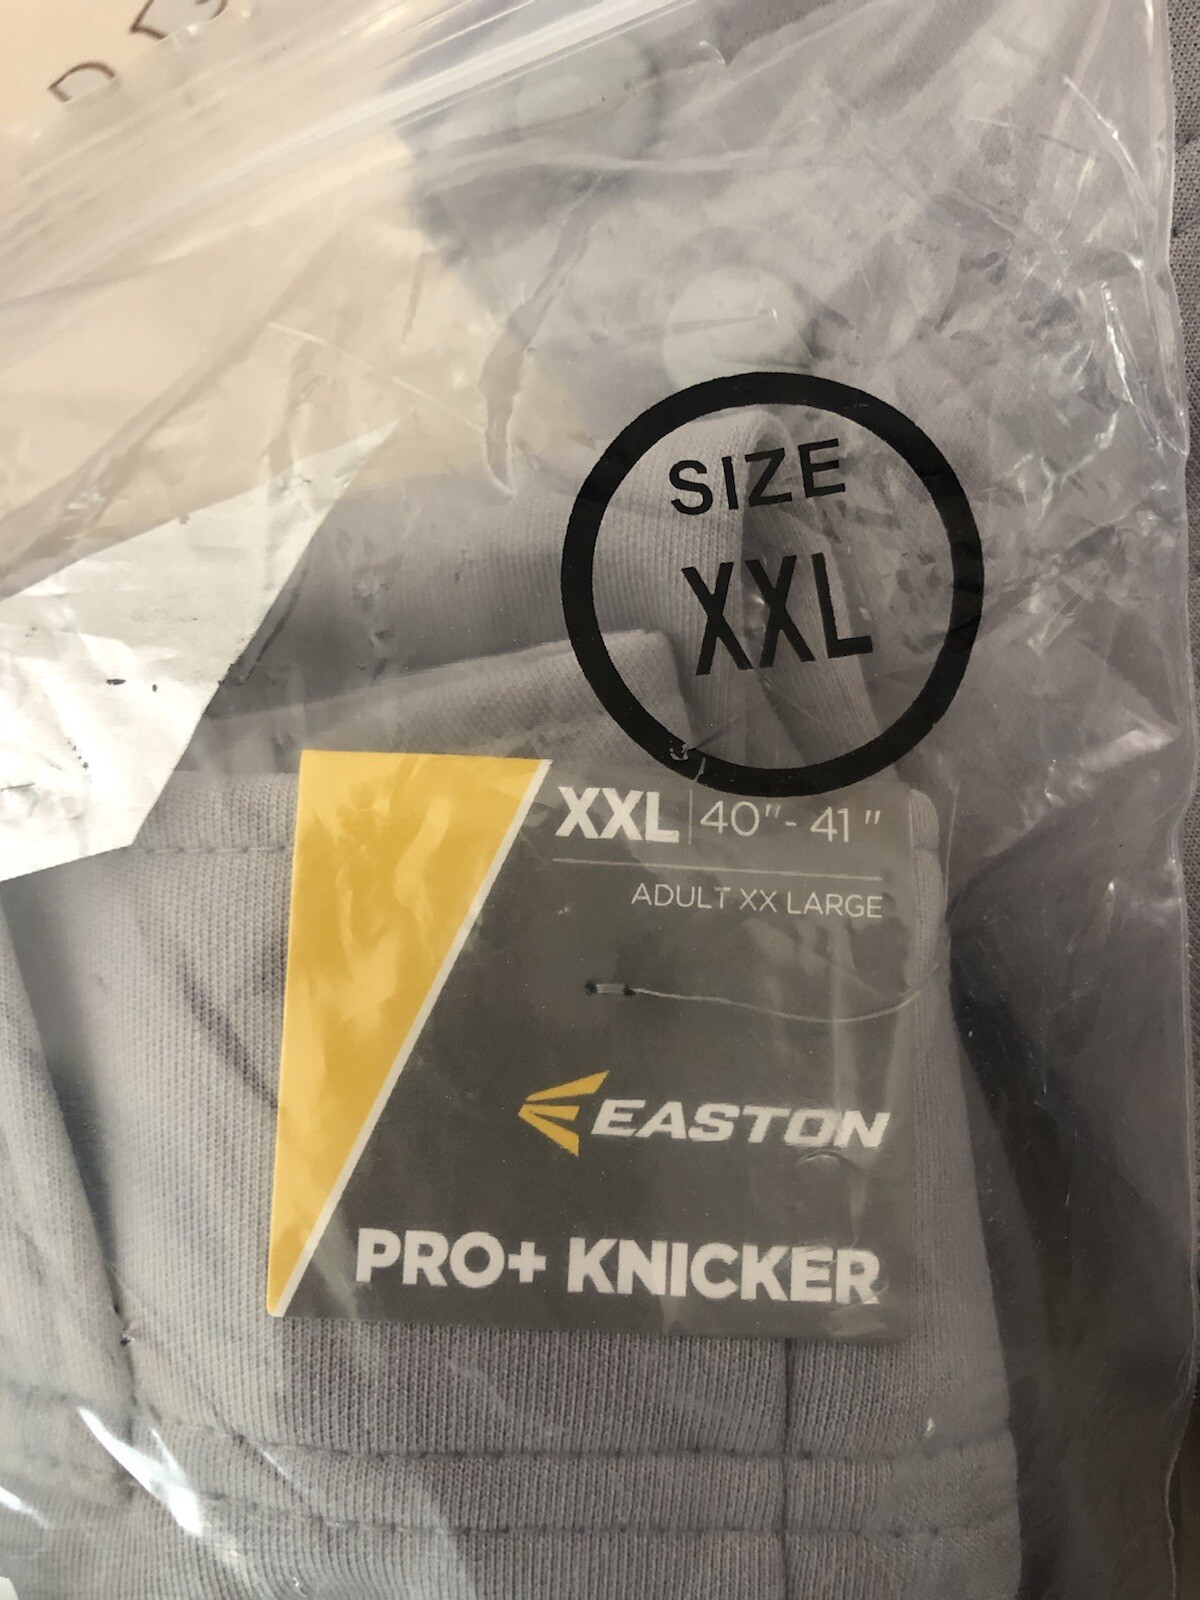 SIZE
XXL
XXL | 40"- 41"
ADULT XX LARGE
EASTON
PRO+ KNICKER